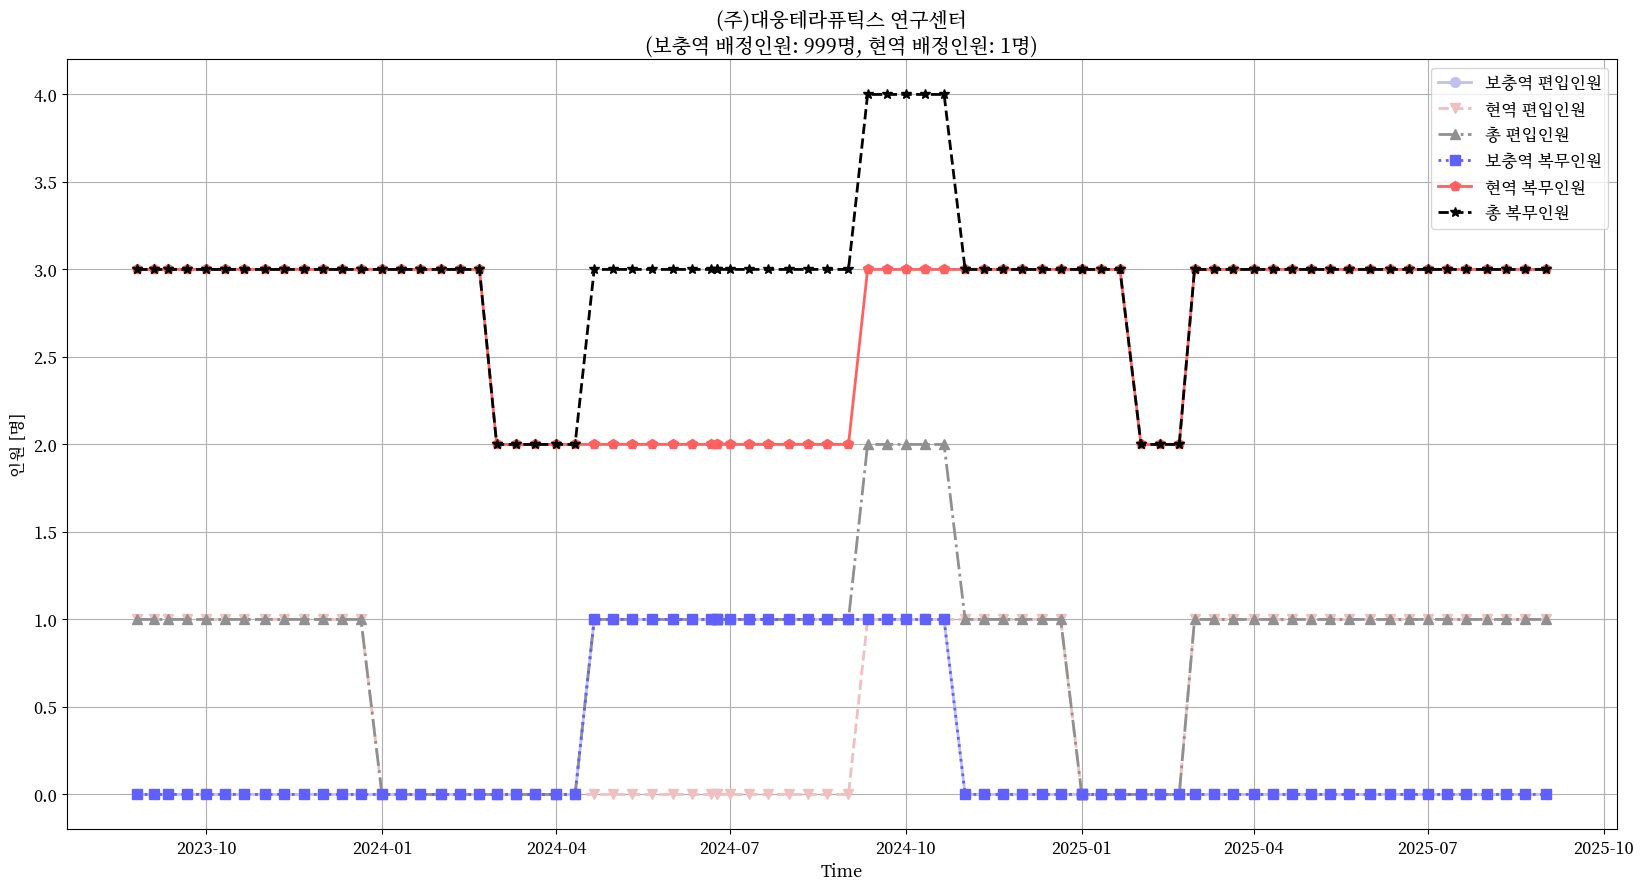 (주)대웅테라퓨틱스 연구센터
(보충역 배정인원: 999명, 현역 배정인원: 1명)
보충역 편입인원
현역 편입인원
총 편입인원
보충역 복무인원
현역 복무인원
총 복무인원
인원 [명]
4.0
3.5
3.0
2.5
2.0
1.5
1.0
0.5
0.0
2023-10
2024-01
2024-04
2024-07
2024-10
2025-01
2025-04
2025-07
2025-10
Time